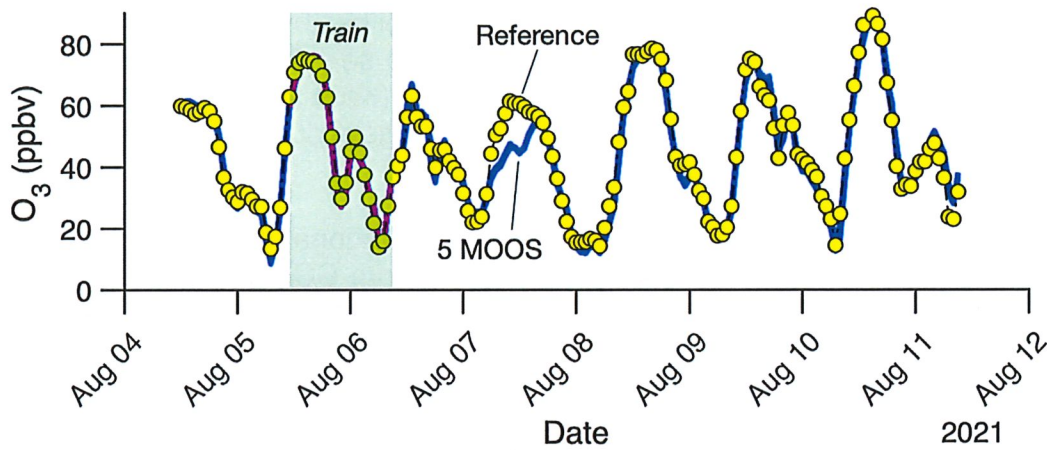 Train
Reference
5 MOOS
O3 (ppbv)
80
60
40
20
0
Aug 04
Aug 05
Aug 06
Aug 07
Aug 08
Aug 09
Aug 10
Aug 11
Aug 12
Date
2021